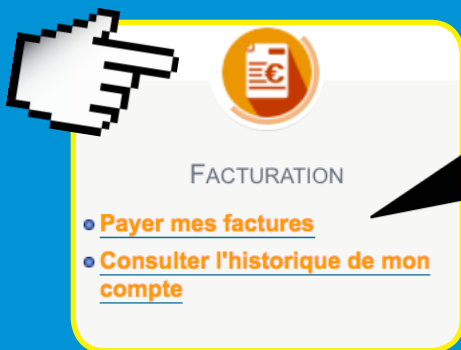 €
FACTURATION
Payer mes factures
Consulter l'historique de mon
compte